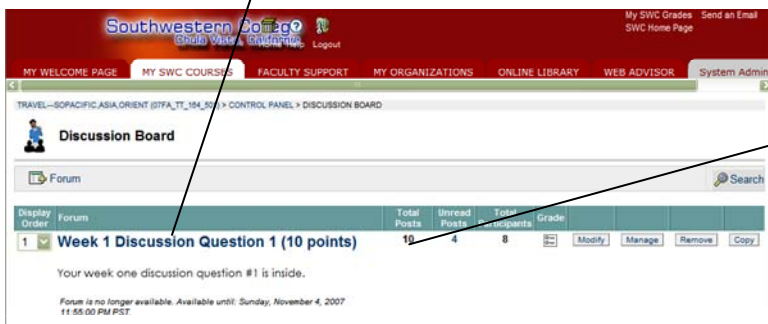 Southwestern College
Chula Vista, California
Help Logout
My SWC Grades Send an Email
SWC Home Page
MY WELCOME PAGE MY SWC COURSES FACULTY SUPPORT MY ORGANIZATIONS ONLINE LIBRARY WEB ADVISOR System Admin
TRAVEL--SOPACIFIC,ASIA,ORIENT > CONTROL PANEL > DISCUSSION BOARD
Discussion Board
Forum Search
Display Order Forum Total Posts Unread Posts Total Participants Grade
1 Week 1 Discussion Question 1 (10 points) 10 4 8 Modify Manage Remove Copy
Your week one discussion question #1 is inside.
Forum is no longer available. Available until: Sunday, November 4, 2007
11:55:00 PM PST.